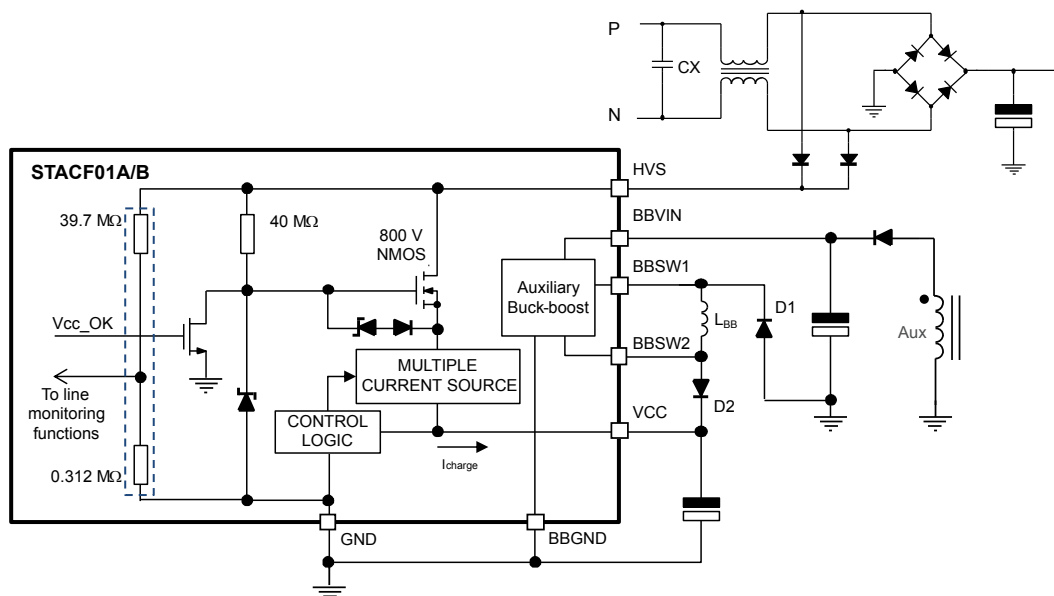 P
CX
N
STACF01A/B
HVS
39.7 MΩ
40 MΩ
BBVIN
800 V
NMOS
BBSW1
Auxiliary
Buck-boost
D1
LBB
Aux
Vcc_OK
BBSW2
MULTIPLE
CURRENT SOURCE
To line
monitoring
functions
D2
VCC
CONTROL
LOGIC
Icharge
0.312 MΩ
GND
BBGND